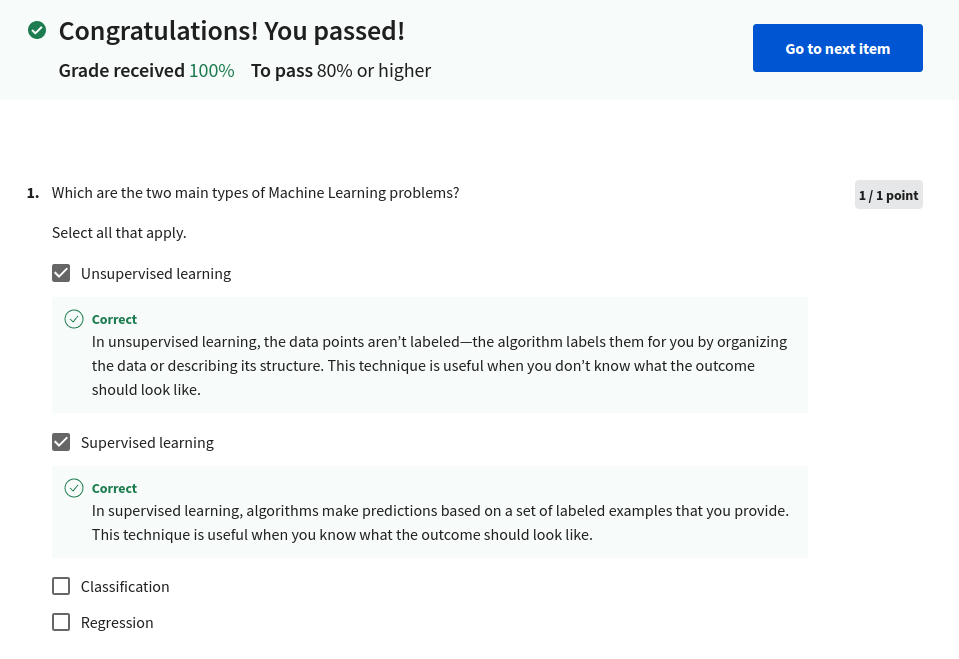 Congratulations! You passed!
Go to next item
Grade received 100% To pass 80% or higher
1. Which are the two main types of Machine Learning problems?
1 / 1 point
Select all that apply.
Unsupervised learning
Correct
In unsupervised learning, the data points aren’t labeled—the algorithm labels them for you by organizing
the data or describing its structure. This technique is useful when you don’t know what the outcome
should look like.
Supervised learning
Correct
In supervised learning, algorithms make predictions based on a set of labeled examples that you provide.
This technique is useful when you know what the outcome should look like.
Classification
Regression